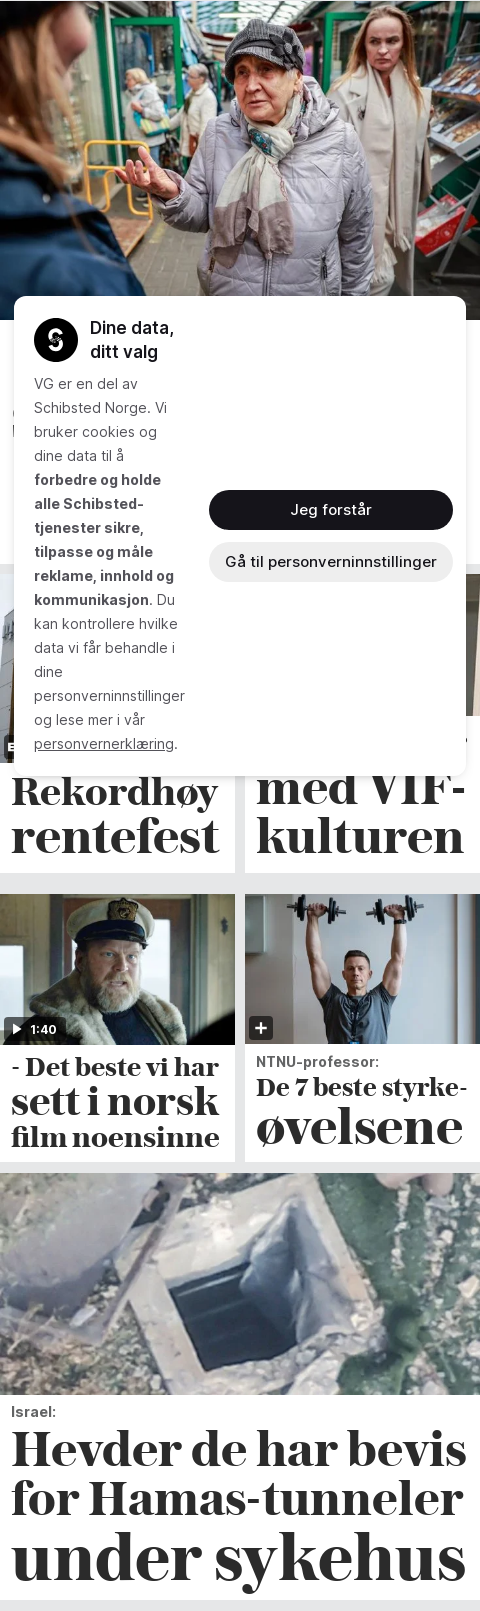 Dine data,
ditt valg
VG er en del av
Schibsted Norge. Vi
bruker cookies og
dine data til å
forbedre og holde
alle Schibsted-
tjenester sikre,
tilpasse og måle
reklame, innhold og
kommunikasjon. Du
kan kontrollere hvilke
data vi får behandle i
dine
personverninnstillinger
og lese mer i vår
personvernerklæring.
Jeg forstår
Gå til personverninnstillinger
Rekordhøy
rentefest
med VIF-
kulturen
1:40
- Det beste vi har
sett i norsk
film noensinne
NTNU-professor:
De 7 beste styrke-
øvelsene
Israel:
Hevder de har bevis
for Hamas-tunneler
under sykehus